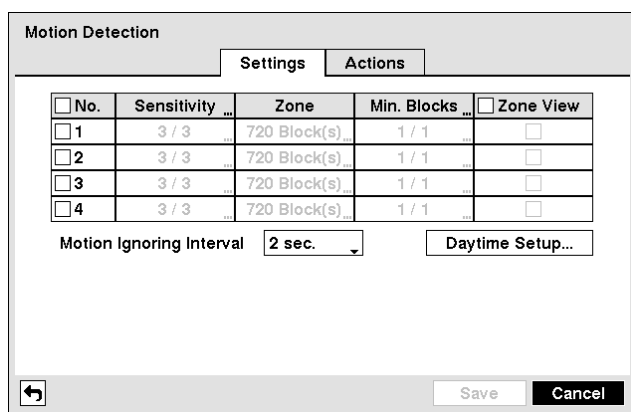 Motion Detection
Settings Actions
No. Sensitivity ... Zone Min. Blocks ... Zone View
1 3 / 3 ... 720 Block(s)... 1 / 1 ...
2 3 / 3 ... 720 Block(s)... 1 / 1 ...
3 3 / 3 ... 720 Block(s)... 1 / 1 ...
4 3 / 3 ... 720 Block(s)... 1 / 1 ...
Motion Ignoring Interval 2 sec. Daytime Setup...
Save Cancel